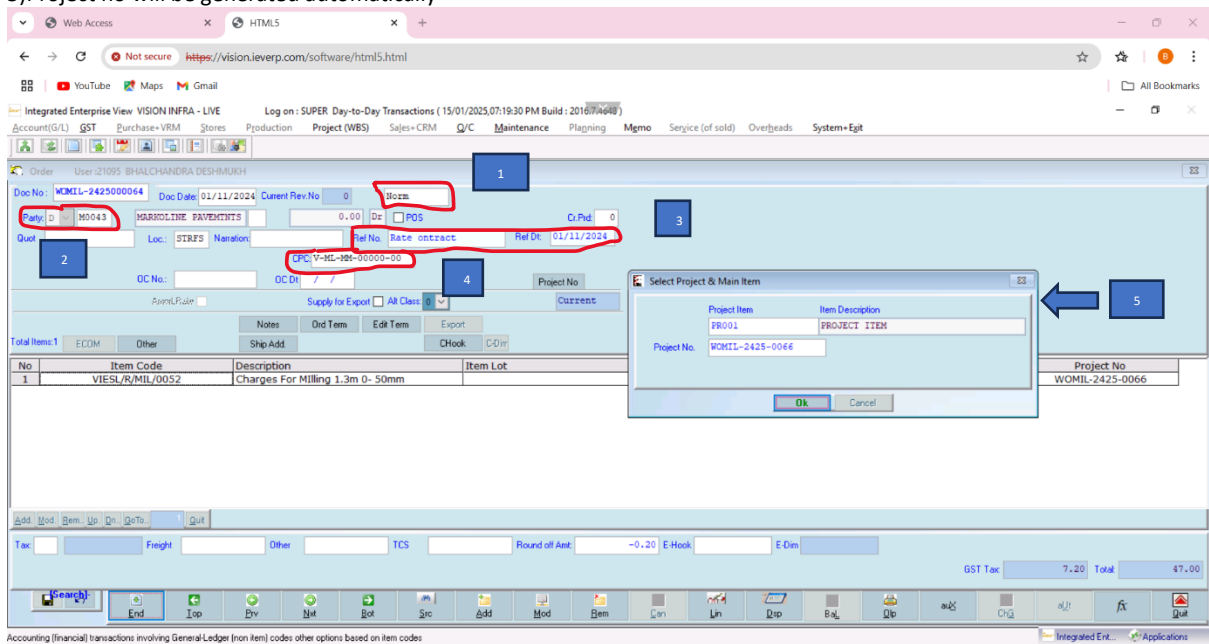 Web Access × HTML5 × +
Not secure https://vision.ieverp.com/software/html5.html B
YouTube Maps Gmail All Bookmarks
Integrated Enterprise View VISION INFRA - LIVE Log on : SUPER Day-to-Day Transactions ( 15/01/2025,07:19:30 PM Build : 2016.7.4648 )
Account(G/L) GST Purchase+VRM Stores Production Project (WBS) Sales+CRM Q/C Maintenance Planning Memo Service (of sold) Overheads System+Exit
Order User:21095 BHALCHANDRA DESHMUKH
1
Doc No : WOMIL-2425000064 Doc Date: 01/11/2024 Current Rev.No 0 Norm
Party: D M0043 MARKOLINE PAVEMTNTS 0.00 Dr POS Cr.Prd: 0
3
Quot Loc.: STRFS Narration: Ref No. Rate ontract Ref Dt: 01/11/2024
2
CPC: V-ML-MM-00000-00
4
OC No.: OC Dt / / Project No
Supply for Export Alt Class: 0 Current
Notes Ord Term Edit Term Export
Total Items:1 ECOM Other Ship Add. CHook C-Dim
Select Project & Main Item
Project Item Item Description
PR001 PROJECT ITEM
Project No. WOMIL-2425-0066
Ok Cancel
5
No Item Code Description Item Lot Project No
1 VIESL/R/MIL/0052 Charges For MIlling 1.3m 0- 50mm WOMIL-2425-0066
Add. Mod. Rem.. Up. Dn.. GoTo.. 1 Quit
Tax: Freight Other TCS Round off Amt: -0.20 E-Hook E-Dim
GST Tax: 7.20 Total: 47.00
[Search]- End Top Prv Nxt Bot Src Add Mod Rem Can Lin Dsp BaL Dlp auX ChG aUt fx Quit
Accounting (financial) transactions involving General-Ledger (non item) codes other options based on item codes Integrated Ent... Applications